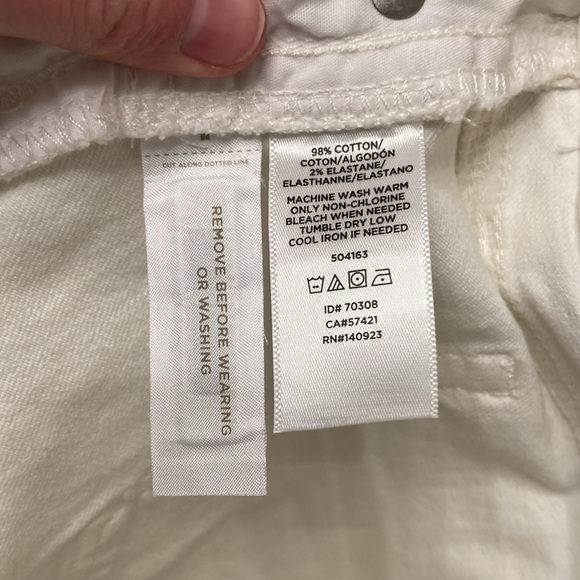 CUT ALONG DOTTED LINE
REMOVE BEFORE WEARING
OR WASHING
98% COTTON/
COTON/ALGODÓN
2% ELASTANE/
ELASTHANNE/ELASTANO
MACHINE WASH WARM
ONLY NON-CHLORINE
BLEACH WHEN NEEDED
TUMBLE DRY LOW
COOL IRON IF NEEDED
504163
ID# 70308
CA#57421
RN#140923